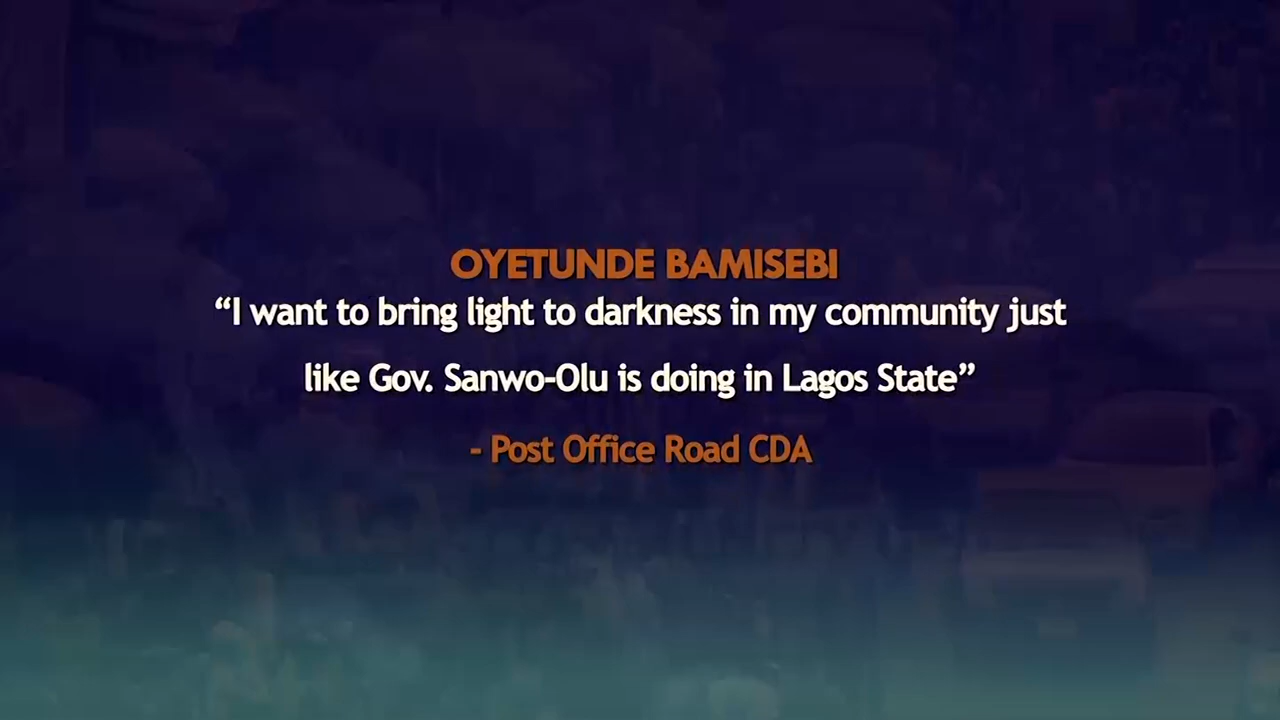 OYETUNDE BAMISEBI
“I want to bring light to darkness in my community just
like Gov. Sanwo-Olu is doing in Lagos State”
- Post Office Road CDA